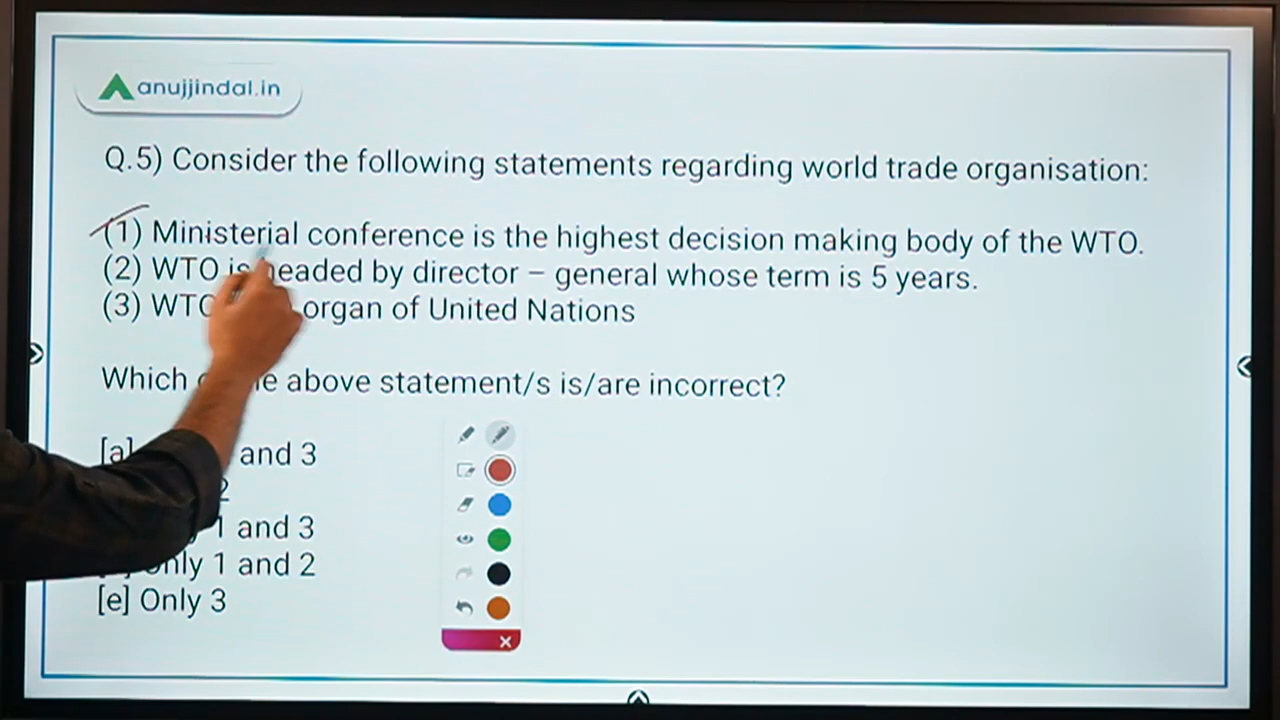 anujjindal.in
Q.5) Consider the following statements regarding world trade organisation:
(1) Ministerial conference is the highest decision making body of the WTO.
(2) WTO is headed by director – general whose term is 5 years.
(3) WTO organ of United Nations
Which above statement/s is/are incorrect?
[a] and 3
2
1 and 3
Only 1 and 2
[e] Only 3